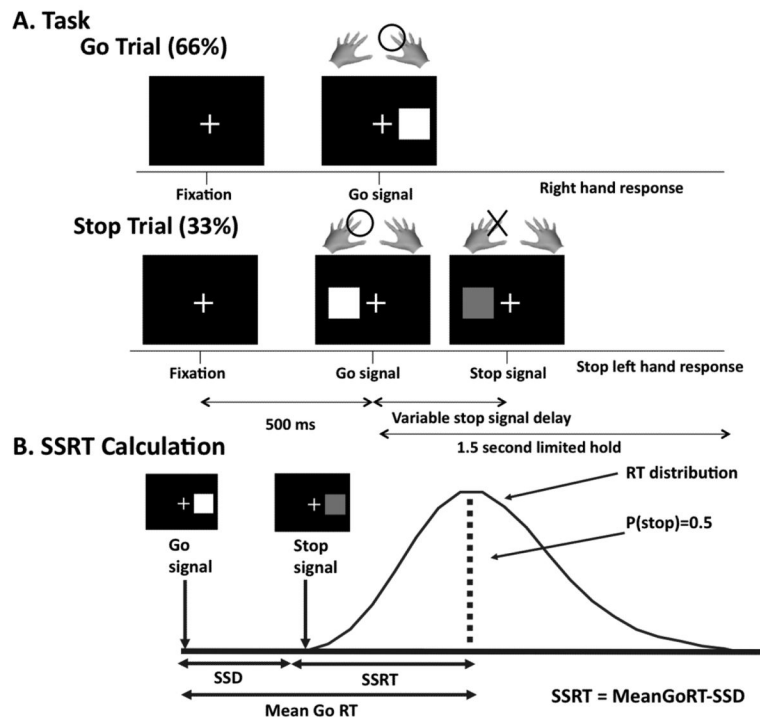 A. Task
Go Trial (66%)
Fixation
Go signal
Right hand response
Stop Trial (33%)
Fixation
Go signal
Stop signal
Stop left hand response
500 ms
Variable stop signal delay
1.5 second limited hold
B. SSRT Calculation
RT distribution
P(stop)=0.5
Go
signal
Stop
signal
SSD
SSRT
Mean Go RT
SSRT = MeanGoRT-SSD